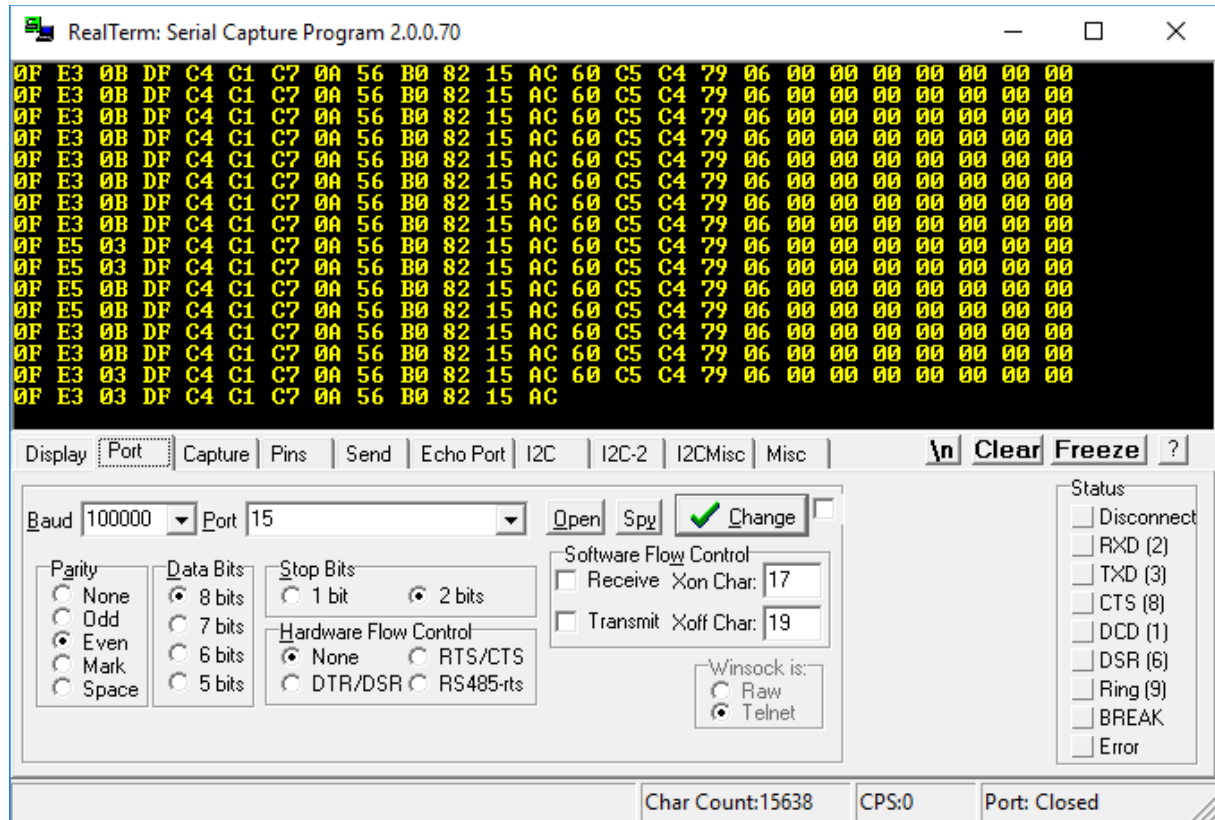 RealTerm: Serial Capture Program 2.0.0.70
0F E3 0B DF C4 C1 C7 0A 56 B0 82 15 AC 60 C5 C4 79 06 00 00 00 00 00 00 00
0F E3 0B DF C4 C1 C7 0A 56 B0 82 15 AC 60 C5 C4 79 06 00 00 00 00 00 00 00
0F E3 0B DF C4 C1 C7 0A 56 B0 82 15 AC 60 C5 C4 79 06 00 00 00 00 00 00 00
0F E3 0B DF C4 C1 C7 0A 56 B0 82 15 AC 60 C5 C4 79 06 00 00 00 00 00 00 00
0F E3 0B DF C4 C1 C7 0A 56 B0 82 15 AC 60 C5 C4 79 06 00 00 00 00 00 00 00
0F E3 0B DF C4 C1 C7 0A 56 B0 82 15 AC 60 C5 C4 79 06 00 00 00 00 00 00 00
0F E3 0B DF C4 C1 C7 0A 56 B0 82 15 AC 60 C5 C4 79 06 00 00 00 00 00 00 00
0F E3 0B DF C4 C1 C7 0A 56 B0 82 15 AC 60 C5 C4 79 06 00 00 00 00 00 00 00
0F E5 03 DF C4 C1 C7 0A 56 B0 82 15 AC 60 C5 C4 79 06 00 00 00 00 00 00 00
0F E5 03 DF C4 C1 C7 0A 56 B0 82 15 AC 60 C5 C4 79 06 00 00 00 00 00 00 00
0F E5 0B DF C4 C1 C7 0A 56 B0 82 15 AC 60 C5 C4 79 06 00 00 00 00 00 00 00
0F E5 0B DF C4 C1 C7 0A 56 B0 82 15 AC 60 C5 C4 79 06 00 00 00 00 00 00 00
0F E3 0B DF C4 C1 C7 0A 56 B0 82 15 AC 60 C5 C4 79 06 00 00 00 00 00 00 00
0F E3 0B DF C4 C1 C7 0A 56 B0 82 15 AC 60 C5 C4 79 06 00 00 00 00 00 00 00
0F E3 03 DF C4 C1 C7 0A 56 B0 82 15 AC 60 C5 C4 79 06 00 00 00 00 00 00 00
0F E3 03 DF C4 C1 C7 0A 56 B0 82 15 AC
Display Port Capture Pins Send Echo Port I2C I2C-2 I2CMisc Misc \n Clear Freeze ?
Baud 100000 Port 15 Open Spy Change
Parity
None
Odd
Even
Mark
Space
Data Bits
8 bits
7 bits
6 bits
5 bits
Stop Bits
1 bit 2 bits
Hardware Flow Control
None RTS/CTS
DTR/DSR RS485-rts
Software Flow Control
Receive Xon Char: 17
Transmit Xoff Char: 19
Winsock is:
Raw
Telnet
Status
Disconnect
RXD (2)
TXD (3)
CTS (8)
DCD (1)
DSR (6)
Ring (9)
BREAK
Error
Char Count:15638 CPS:0 Port: Closed